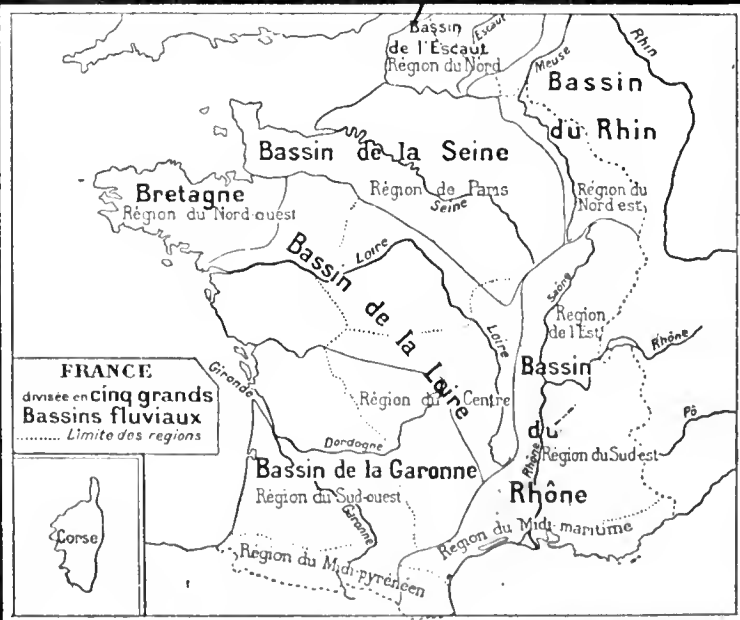 Bassin
de l'Escaut
Région du Nord
Escaut
Meuse
Rhin
Bassin
du Rhin
Bassin de la Seine
Région de Paris
Seine
Région du
Nord est
Bretagne
Région du Nord-ouest
Bassin de la Loire
Loire
Loire
Saône
Région
de l'Est
Rhône
Bassin
du
Rhône
Rhône
Pô
Région du Sud est
FRANCE
divisée en cinq grands
Bassins fluviaux
Limite des regions
Gironde
Région du Centre
Dordogne
Bassin de la Garonne
Région du Sud-ouest
Garonne
Région du Midi-maritime
Région du Midi-pyrénéen
Corse